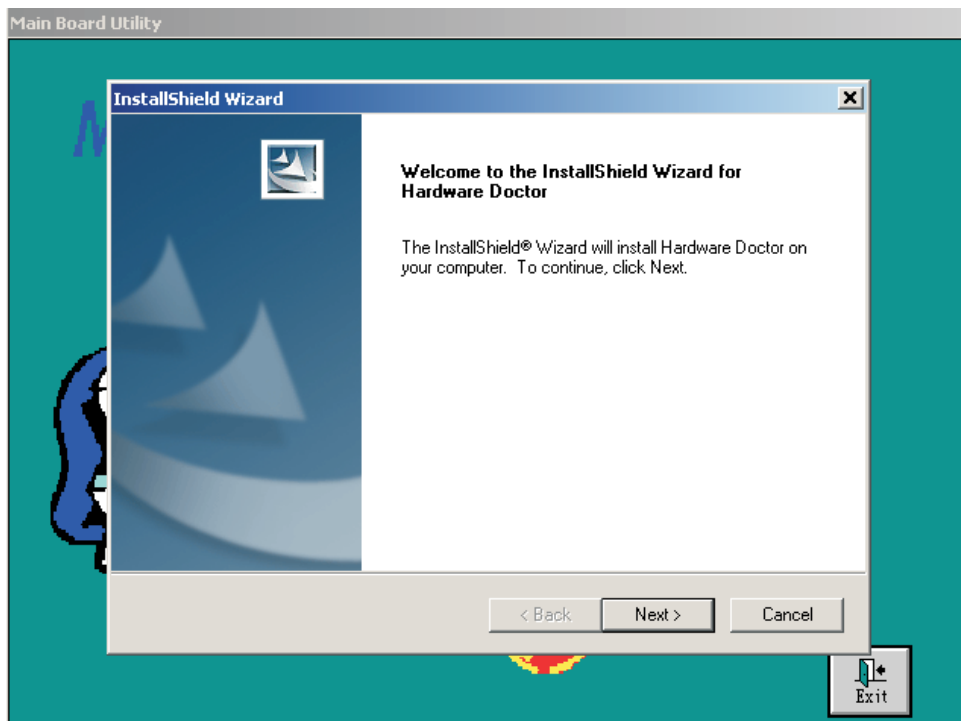 Main Board Utility
InstallShield Wizard
Welcome to the InstallShield Wizard for
Hardware Doctor
The InstallShield® Wizard will install Hardware Doctor on
your computer. To continue, click Next.
< Back
Next >
Cancel
Exit